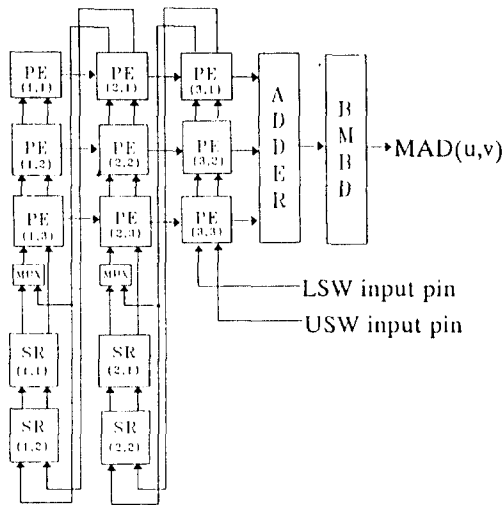 PE
(1,1)
PE
(2,1)
PE
(3,1)
PE
(1,2)
PE
(2,2)
PE
(3,2)
PE
(1,3)
PE
(2,3)
PE
(3,3)
ADDER
BMBD
MAD(u,v)
MPX
MPX
LSW input pin
USW input pin
SR
(1,1)
SR
(2,1)
SR
(1,2)
SR
(2,2)